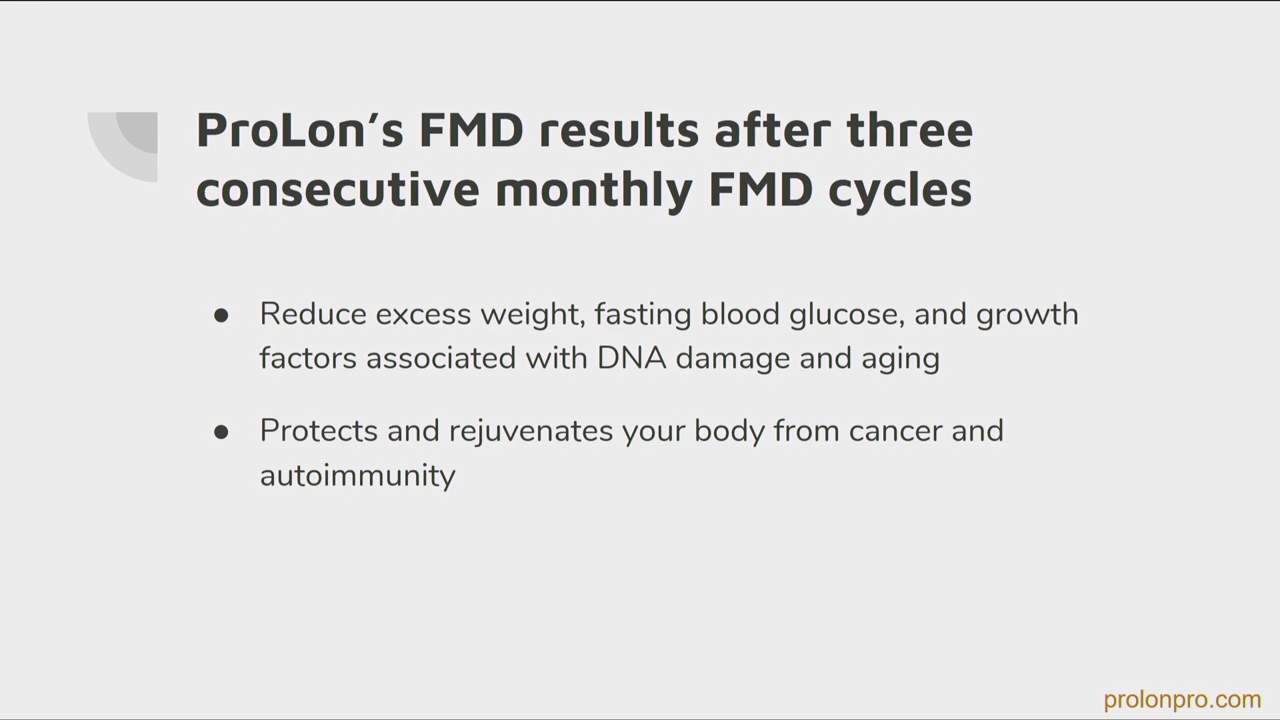 ProLon’s FMD results after three
consecutive monthly FMD cycles
● Reduce excess weight, fasting blood glucose, and growth
factors associated with DNA damage and aging
● Protects and rejuvenates your body from cancer and
autoimmunity
prolonpro.com